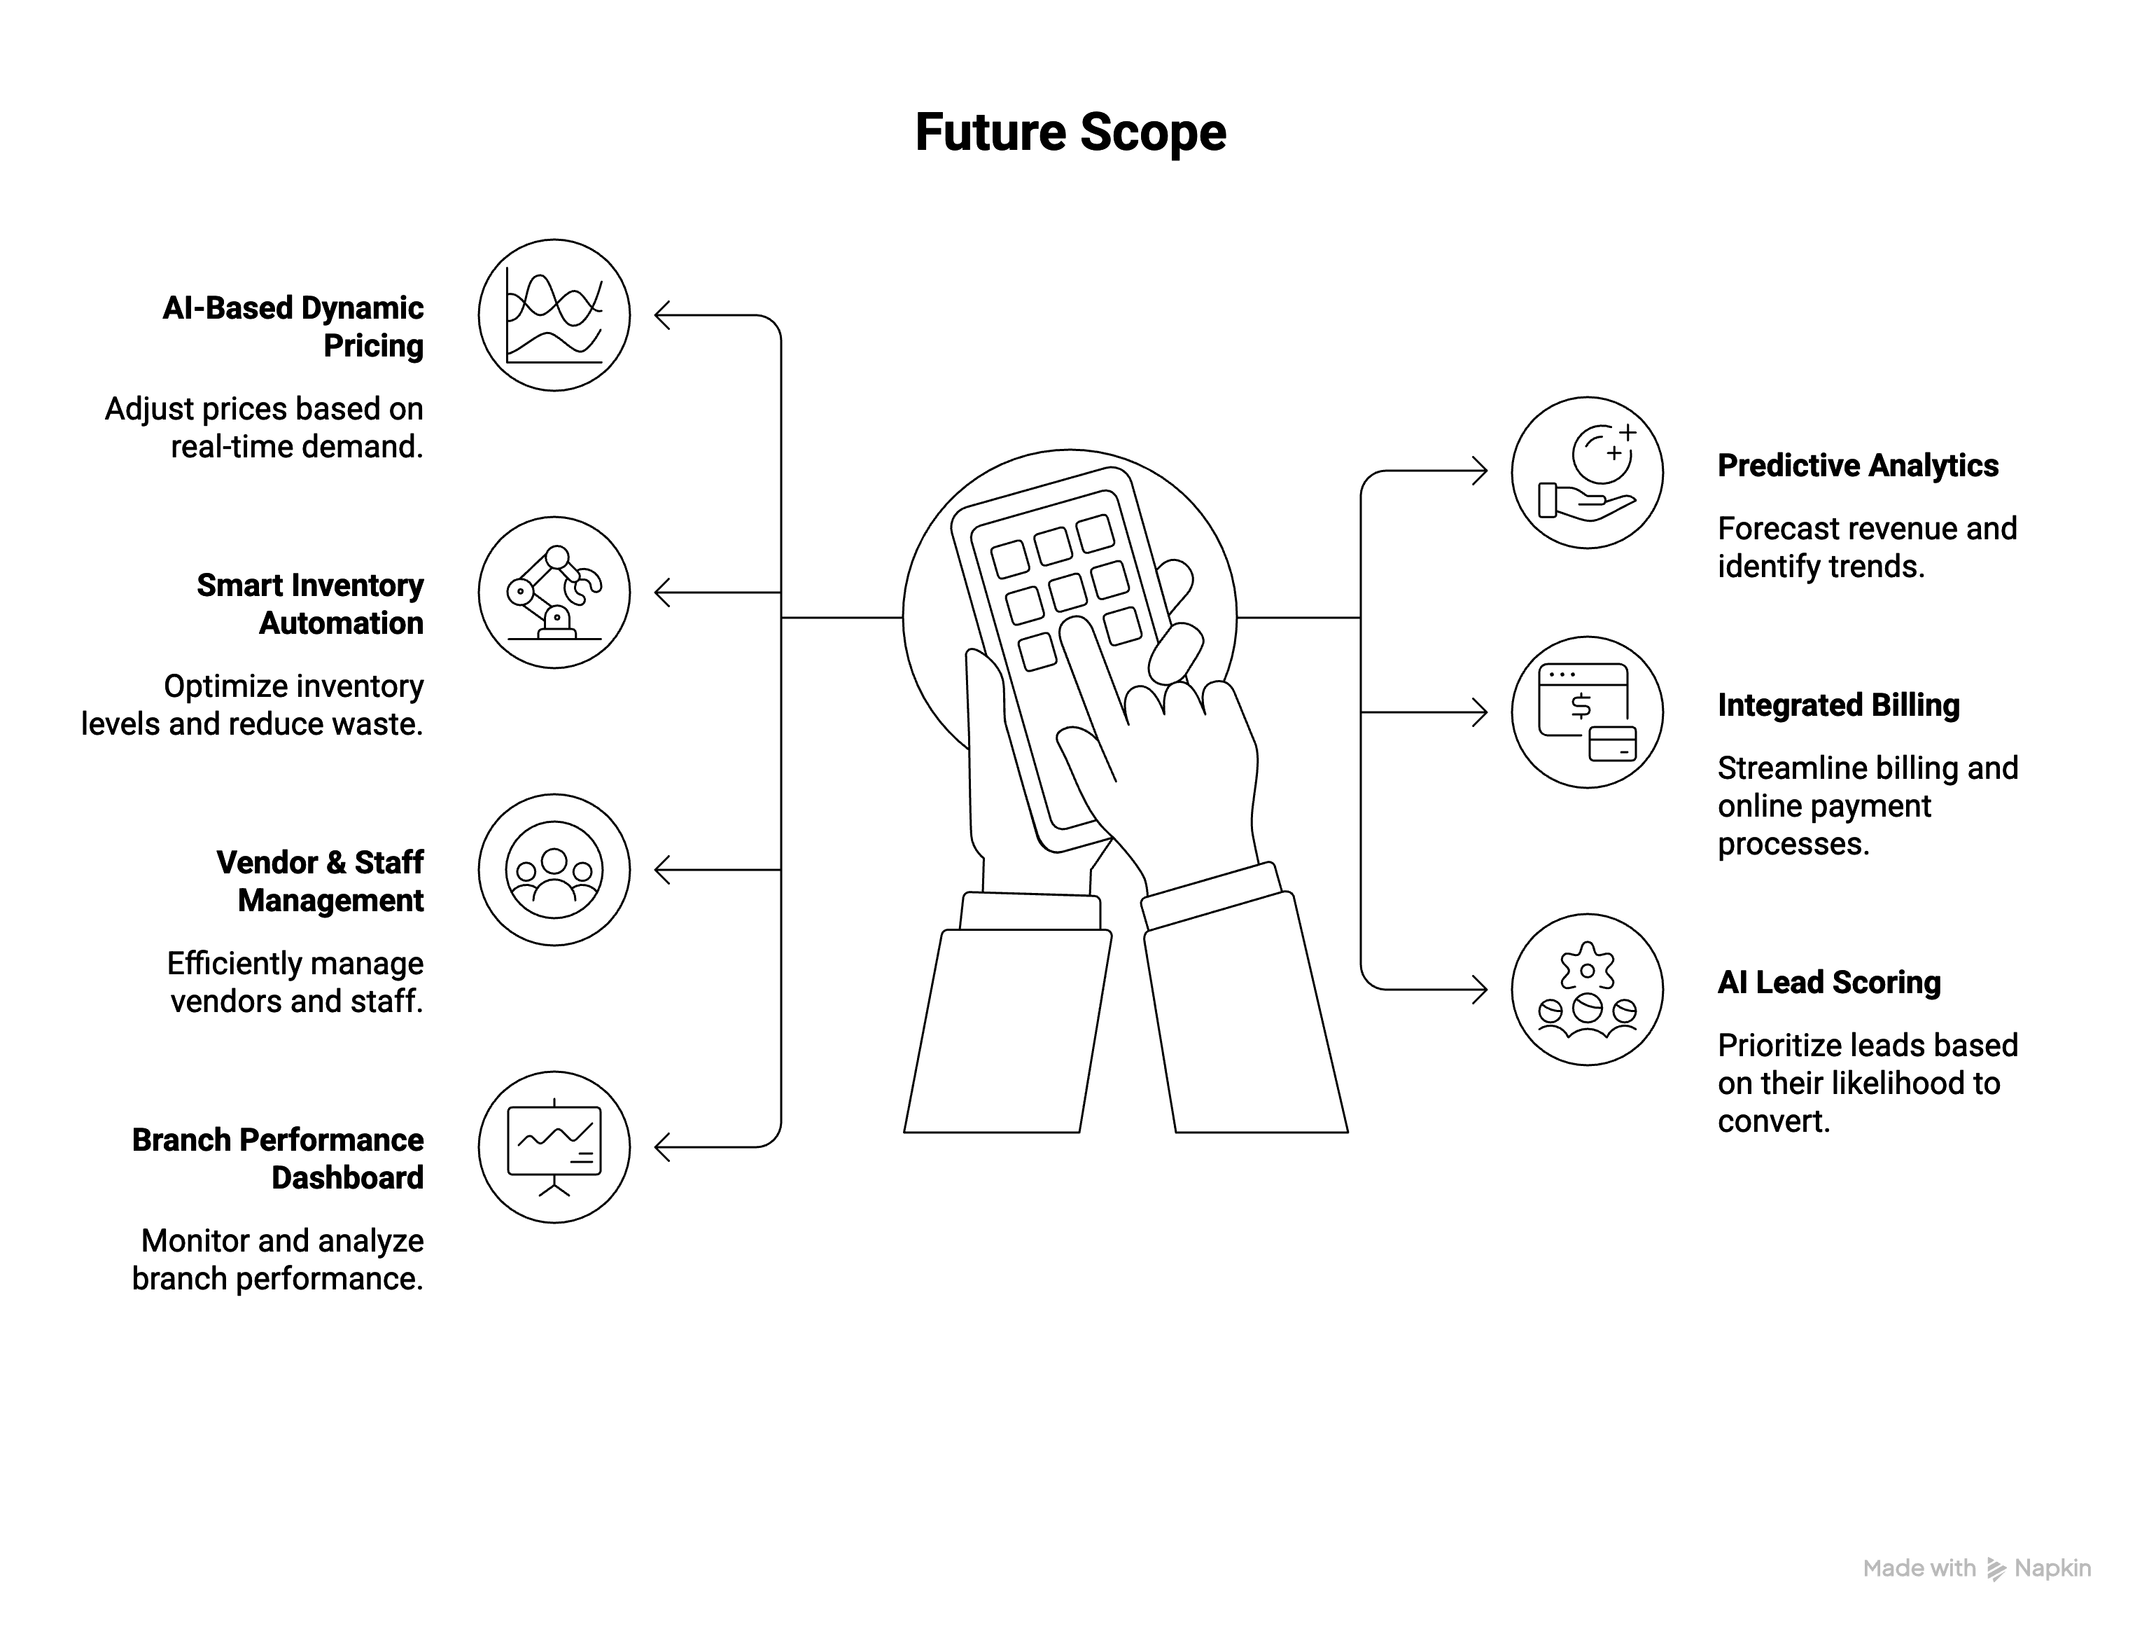 Future Scope
AI-Based Dynamic
Pricing
Adjust prices based on
real-time demand.
Smart Inventory
Automation
Optimize inventory
levels and reduce waste.
Vendor & Staff
Management
Efficiently manage
vendors and staff.
Branch Performance
Dashboard
Monitor and analyze
branch performance.
Predictive Analytics
Forecast revenue and
identify trends.
Integrated Billing
Streamline billing and
online payment
processes.
AI Lead Scoring
Prioritize leads based
on their likelihood to
convert.
$
Made with Napkin